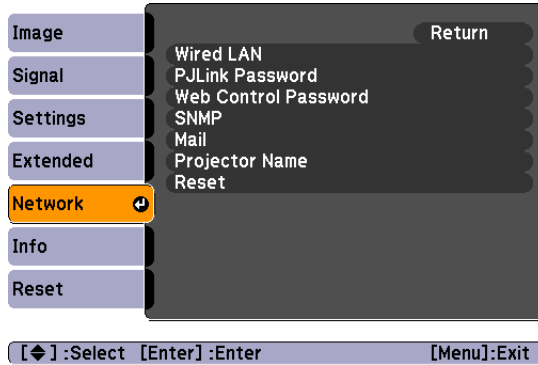 Image
Signal
Settings
Extended
Network
Info
Reset
Return
Wired LAN
PJLink Password
Web Control Password
SNMP
Mail
Projector Name
Reset
[◆] :Select [Enter] :Enter [Menu]:Exit